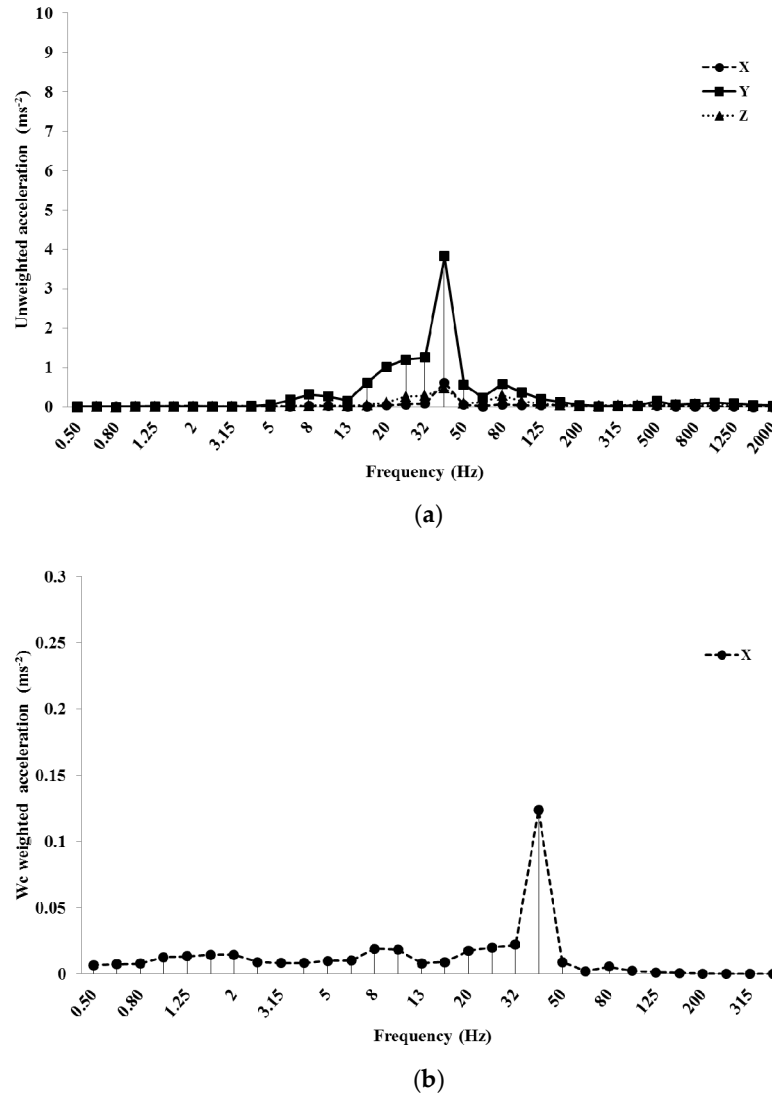 10
9
8
7
6
5
4
3
2
1
0
Unweighted acceleration (ms⁻²)
X
Y
Z
0.50 0.80 1.25 2 3.15 5 8 13 20 32 50 80 125 200 315 500 800 1250 2000
Frequency (Hz)
(a)
0.3
0.25
0.2
0.15
0.1
0.05
0
Wc weighted acceleration (ms⁻²)
X
0.50 0.80 1.25 2 3.15 5 8 13 20 32 50 80 125 200 315
Frequency (Hz)
(b)